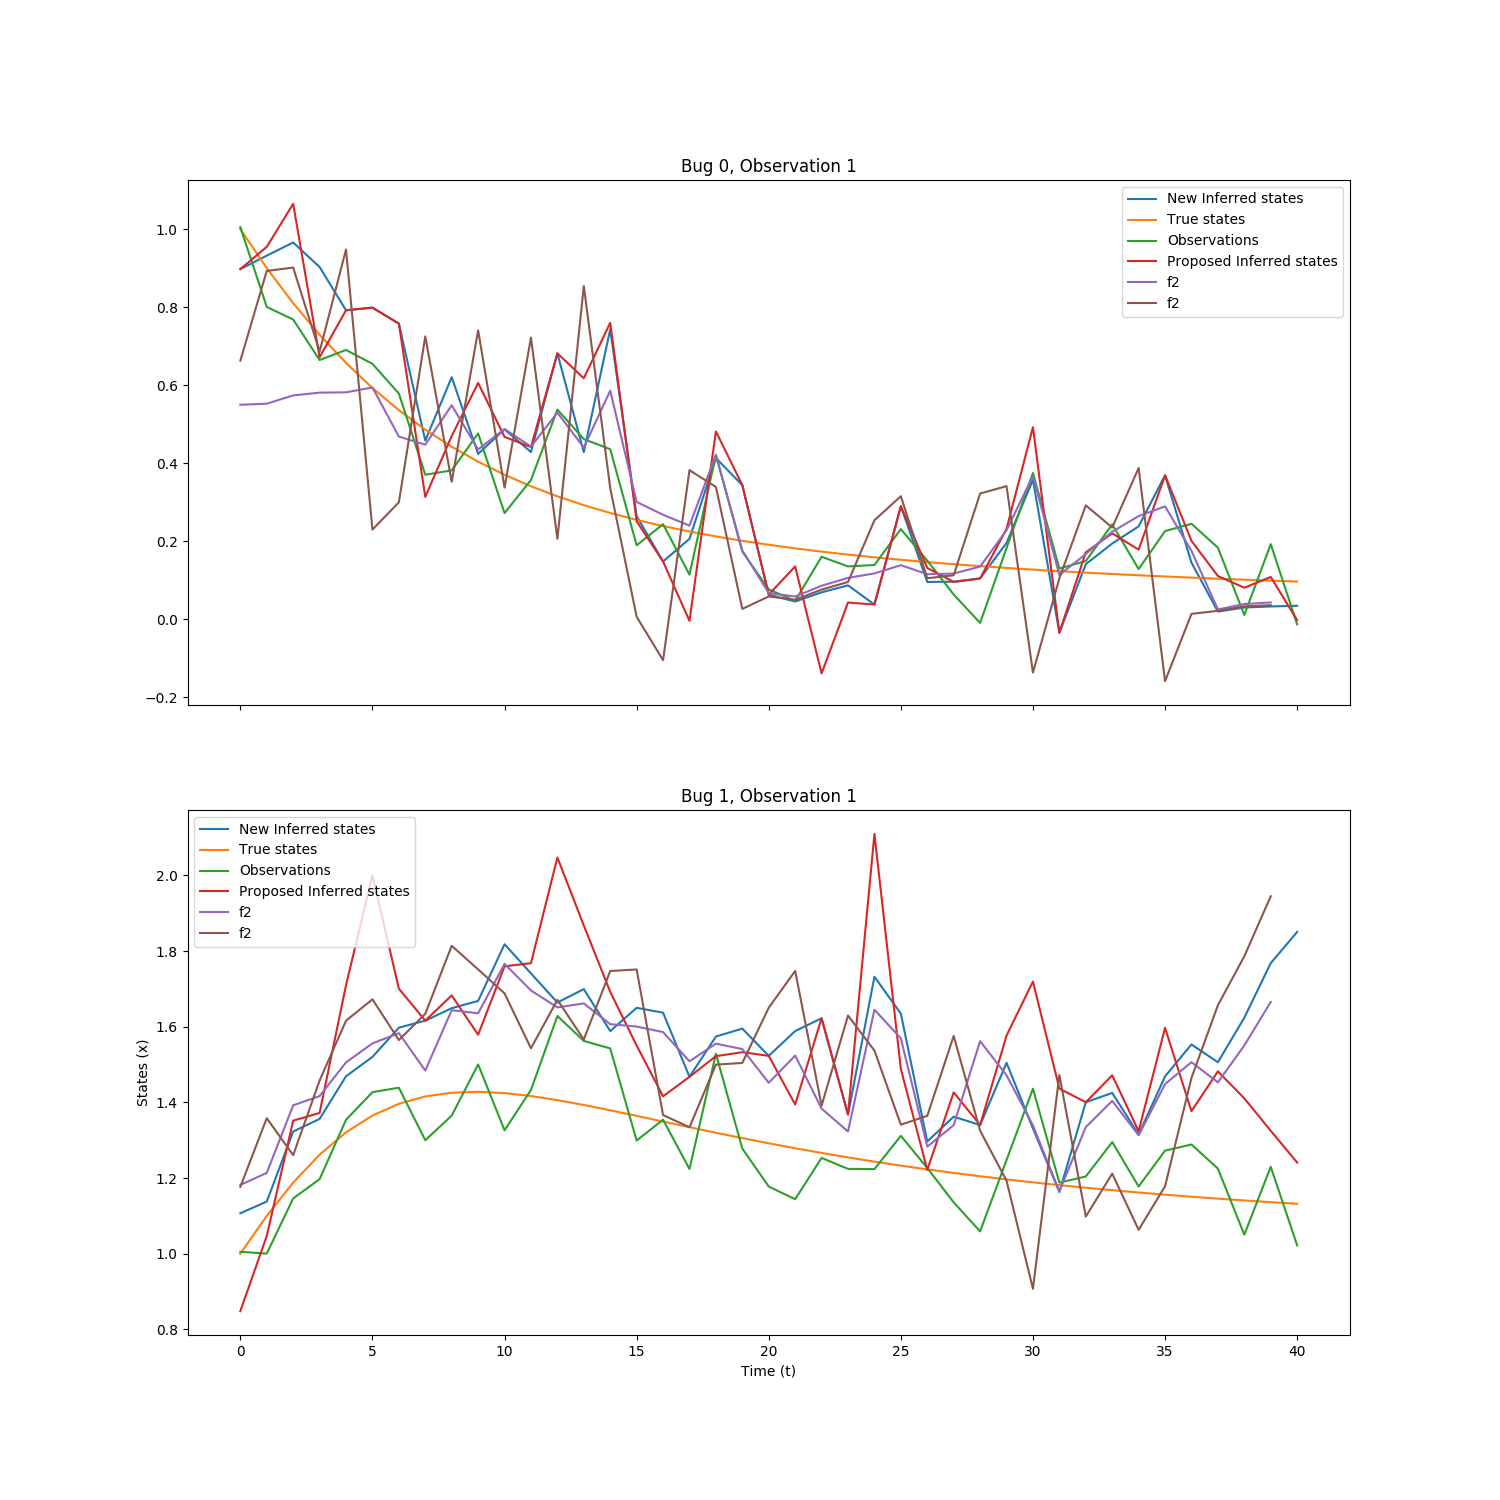 Bug 0, Observation 1
1.0
0.8
0.6
0.4
0.2
0.0
−0.2
New Inferred states
True states
Observations
Proposed Inferred states
f2
f2
Bug 1, Observation 1
States (x)
2.0
1.8
1.6
1.4
1.2
1.0
0.8
New Inferred states
True states
Observations
Proposed Inferred states
f2
f2
0 5 10 15 20 25 30 35 40
Time (t)